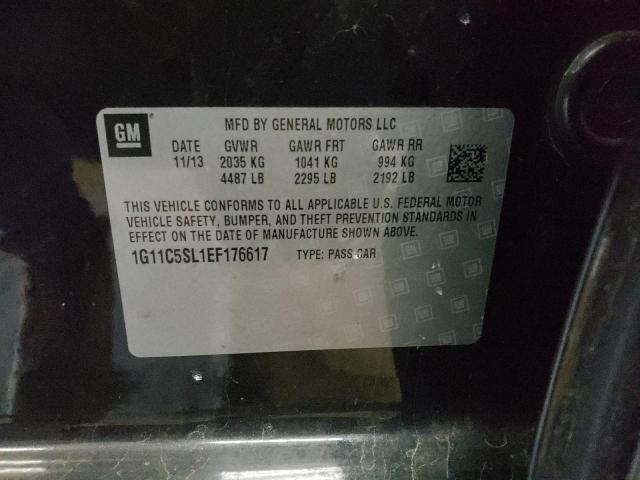 GM
MFD BY GENERAL MOTORS LLC
DATE GVWR GAWR FRT GAWR RR
11/13 2035 KG 1041 KG 994 KG
4487 LB 2295 LB 2192 LB
THIS VEHICLE CONFORMS TO ALL APPLICABLE U.S. FEDERAL MOTOR
VEHICLE SAFETY, BUMPER, AND THEFT PREVENTION STANDARDS IN
EFFECT ON THE DATE OF MANUFACTURE SHOWN ABOVE.
1G11C5SL1EF176617 TYPE: PASS CAR